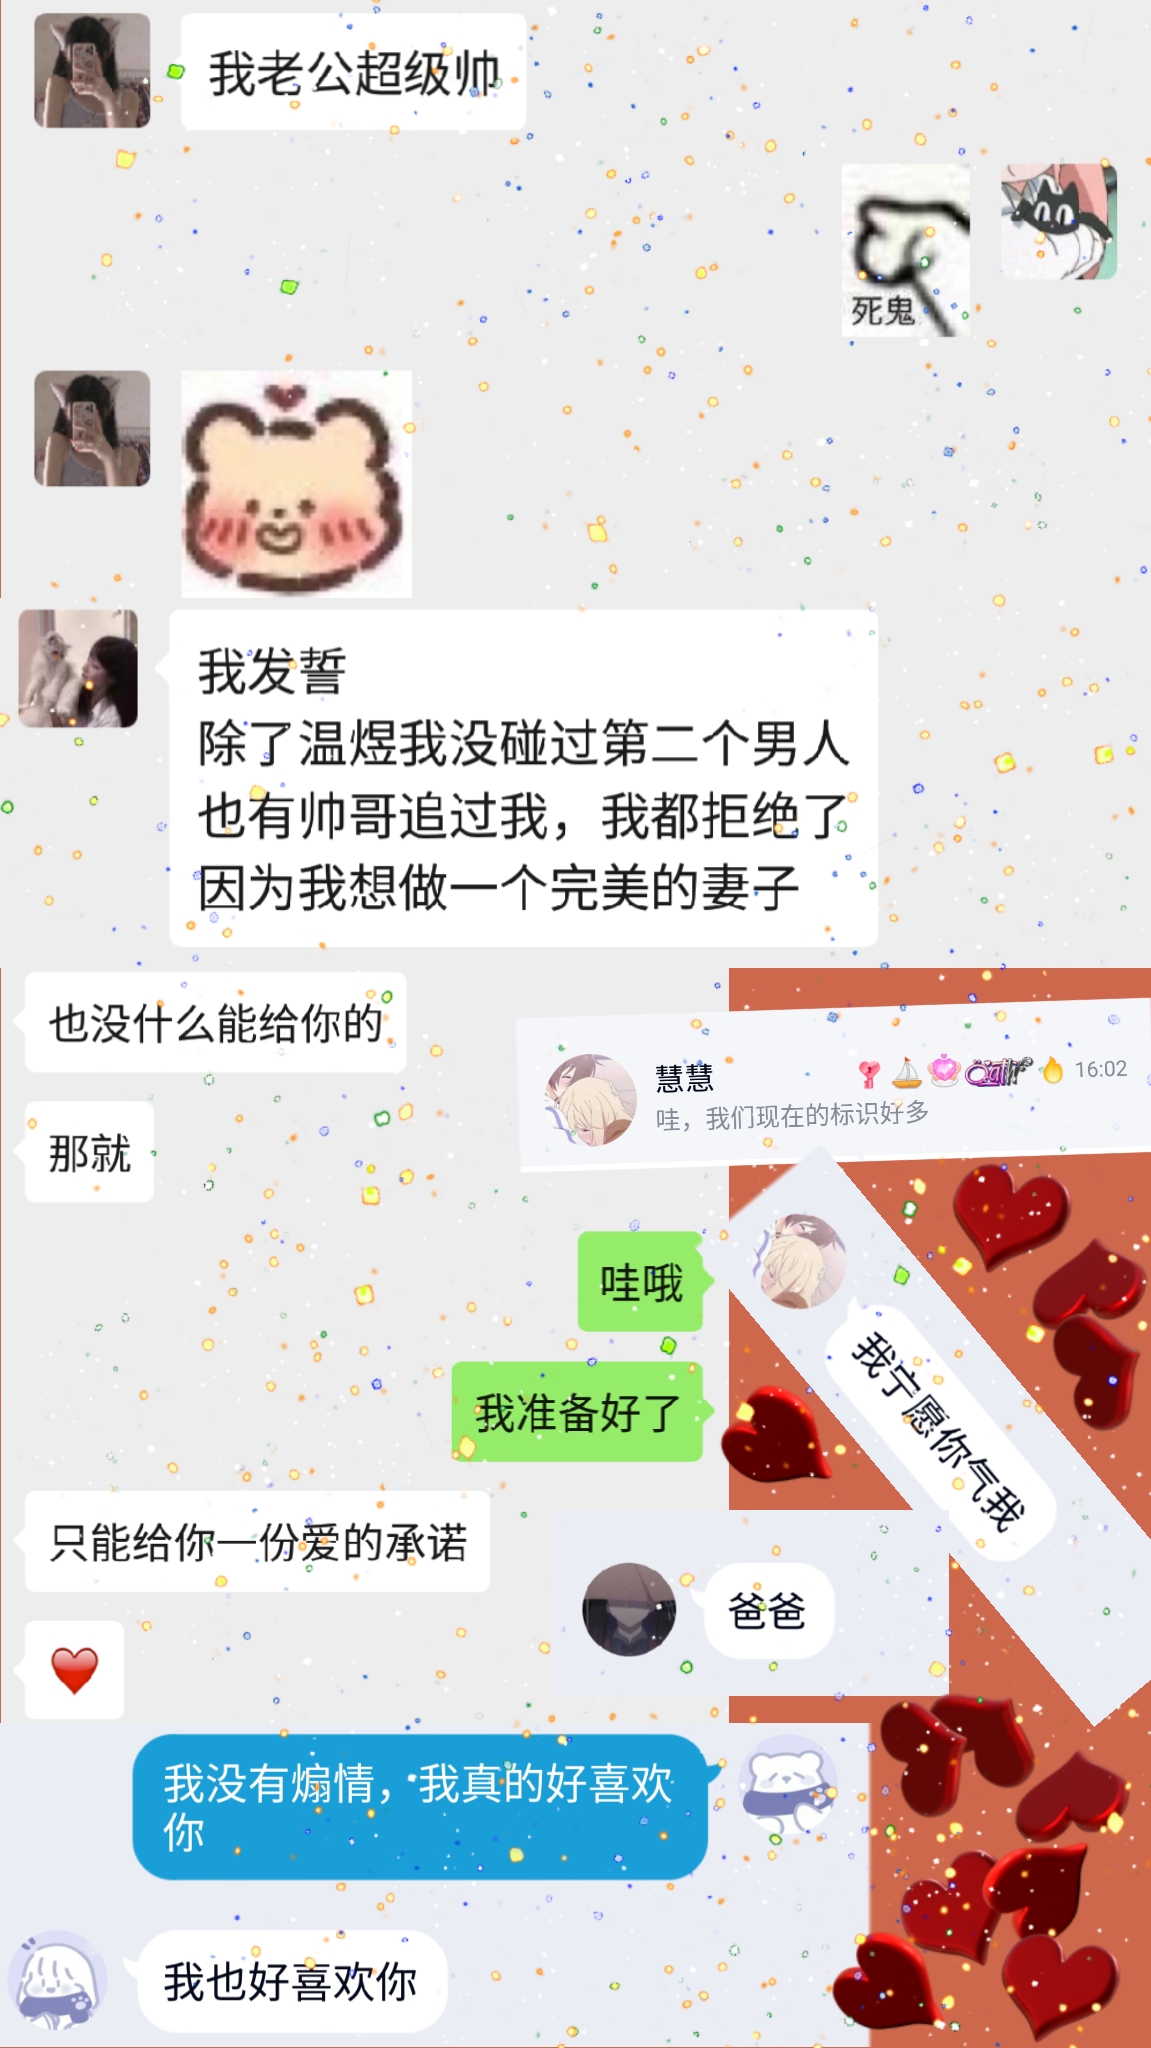 我老公超级帅
死鬼
我发誓
除了温煜我没碰过第二个男人
也有帅哥追过我，我都拒绝了
因为我想做一个完美的妻子
也没什么能给你的
慧慧
16:02
哇，我们现在的标识好多
那就
哇哦
我准备好了
我宁愿你气我
只能给你一份爱的承诺
爸爸
我没有煽情，我真的好喜欢
你
我也好喜欢你